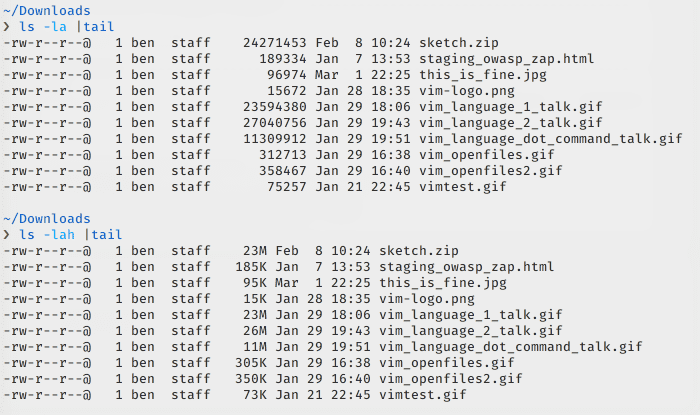 ~/Downloads
❯ ls -la |tail
-rw-r--r--@   1 ben  staff    24271453 Feb  8 10:24 sketch.zip
-rw-r--r--@   1 ben  staff      189334 Jan  7 13:53 staging_owasp_zap.html
-rw-r--r--@   1 ben  staff       96974 Mar  1 22:25 this_is_fine.jpg
-rw-r--r--@   1 ben  staff       15672 Jan 28 18:35 vim-logo.png
-rw-r--r--@   1 ben  staff    23594380 Jan 29 18:06 vim_language_1_talk.gif
-rw-r--r--@   1 ben  staff    27040756 Jan 29 19:43 vim_language_2_talk.gif
-rw-r--r--@   1 ben  staff    11309912 Jan 29 19:51 vim_language_dot_command_talk.gif
-rw-r--r--@   1 ben  staff      312713 Jan 29 16:38 vim_openfiles.gif
-rw-r--r--@   1 ben  staff      358467 Jan 29 16:40 vim_openfiles2.gif
-rw-r--r--@   1 ben  staff       75257 Jan 21 22:45 vimtest.gif
~/Downloads
❯ ls -lah |tail
-rw-r--r--@   1 ben  staff    23M Feb  8 10:24 sketch.zip
-rw-r--r--@   1 ben  staff   185K Jan  7 13:53 staging_owasp_zap.html
-rw-r--r--@   1 ben  staff    95K Mar  1 22:25 this_is_fine.jpg
-rw-r--r--@   1 ben  staff    15K Jan 28 18:35 vim-logo.png
-rw-r--r--@   1 ben  staff    23M Jan 29 18:06 vim_language_1_talk.gif
-rw-r--r--@   1 ben  staff    26M Jan 29 19:43 vim_language_2_talk.gif
-rw-r--r--@   1 ben  staff    11M Jan 29 19:51 vim_language_dot_command_talk.gif
-rw-r--r--@   1 ben  staff   305K Jan 29 16:38 vim_openfiles.gif
-rw-r--r--@   1 ben  staff   350K Jan 29 16:40 vim_openfiles2.gif
-rw-r--r--@   1 ben  staff    73K Jan 21 22:45 vimtest.gif